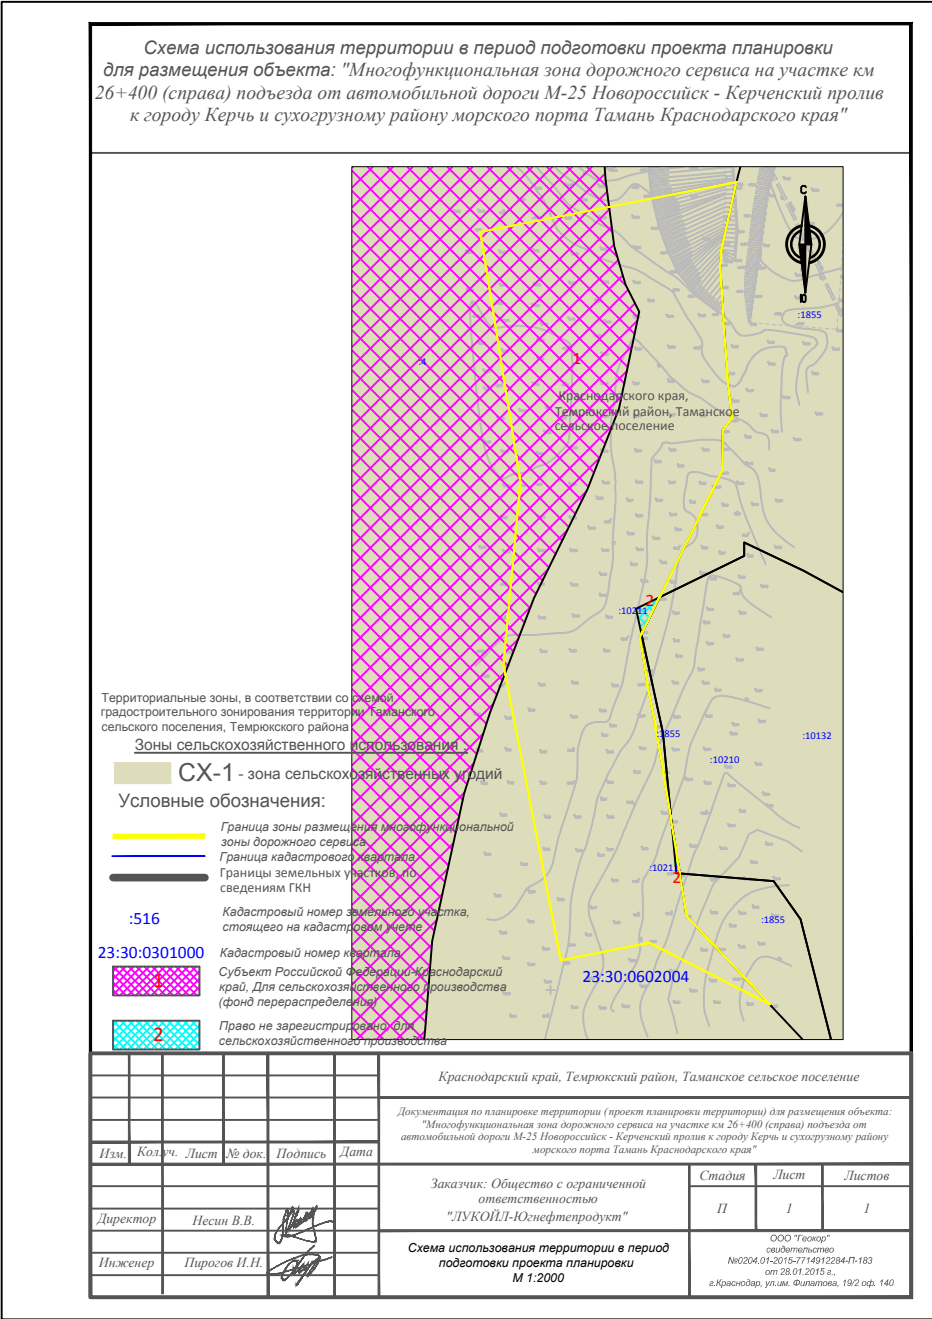 Схема использования территории в период подготовки проекта планировки
для размещения объекта: "Многофункциональная зона дорожного сервиса на участке км
26+400 (справа) подъезда от автомобильной дороги М-25 Новороссийск - Керченский пролив
к городу Керчь и сухогрузному району морского порта Тамань Краснодарского края"
С
Ю
:1855
1
:4
Краснодарского края,
Темрюкский район, Таманское
сельское поселение
2
:10211
:1855
:10132
:10210
:1021
2
:1855
23:30:0602004
Территориальные зоны, в соответствии со схемой
градостроительного зонирования территории Таманского
сельского поселения, Темрюкского района
Зоны сельскохозяйственного использования :
СХ-1 - зона сельскохозяйственных угодий
Условные обозначения:
Граница зоны размещения многофункциональной
зоны дорожного сервиса
Граница кадастрового квартала
Границы земельных участков, по
сведениям ГКН
:516
Кадастровый номер земельного участка,
стоящего на кадастровом учете
23:30:0301000
Кадастровый номер квартала
1
Субъект Российской Федерации-Краснодарский
край, Для сельскохозяйственного производства
(фонд перераспределения)
2
Право не зарегистрировано, для
сельскохозяйственного производства
Краснодарский край, Темрюкский район, Таманское сельское поселение
Документация по планировке территории (проект планировки территории) для размещения объекта:
"Многофункциональная зона дорожного сервиса на участке км 26+400 (справа) подъезда от
автомобильной дороги М-25 Новороссийск - Керченский пролив к городу Керчь и сухогрузному району
морского порта Тамань Краснодарского края"
Изм. Кол.уч. Лист № док. Подпись Дата
Заказчик: Общество с ограниченной
ответственностью
"ЛУКОЙЛ-Югнефтепродукт"
Стадия Лист Листов
П 1 1
Директор Несин В.В.
Инженер Пирогов И.Н.
Схема использования территории в период
подготовки проекта планировки
М 1:2000
ООО "Геокор"
свидетельство
№0204.01-2015-7714912284-П-183
от 28.01.2015 г.,
г.Краснодар, ул.им. Филатова, 19/2 оф. 140